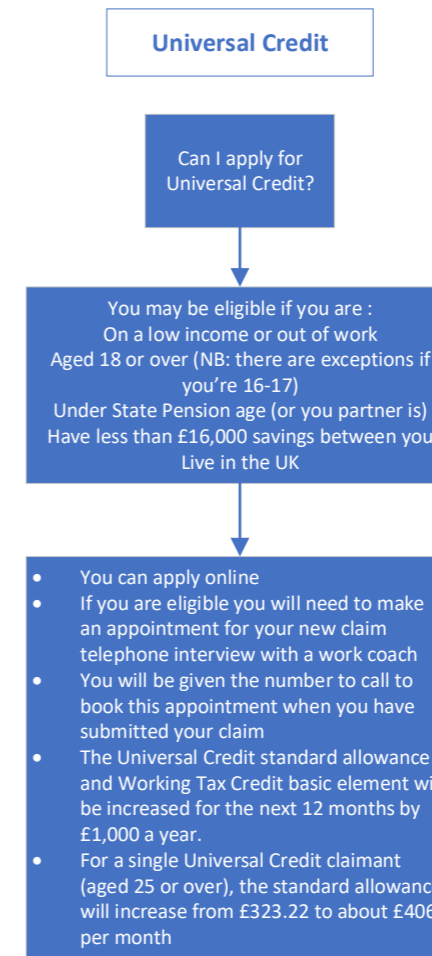 Universal Credit
Can I apply for
Universal Credit?
You may be eligible if you are :
On a low income or out of work
Aged 18 or over (NB: there are exceptions if
you're 16-17)
Under State Pension age (or you partner is)
Have less than £16,000 savings between you
Live in the UK
• You can apply online
• If you are eligible you will need to make
an appointment for your new claim
telephone interview with a work coach
• You will be given the number to call to
book this appointment when you have
submitted your claim
• The Universal Credit standard allowance
and Working Tax Credit basic element wi
be increased for the next 12 months by
£1,000 a year.
• For a single Universal Credit claimant
(aged 25 or over), the standard allowanc
will increase from £323.22 to about £406
per month